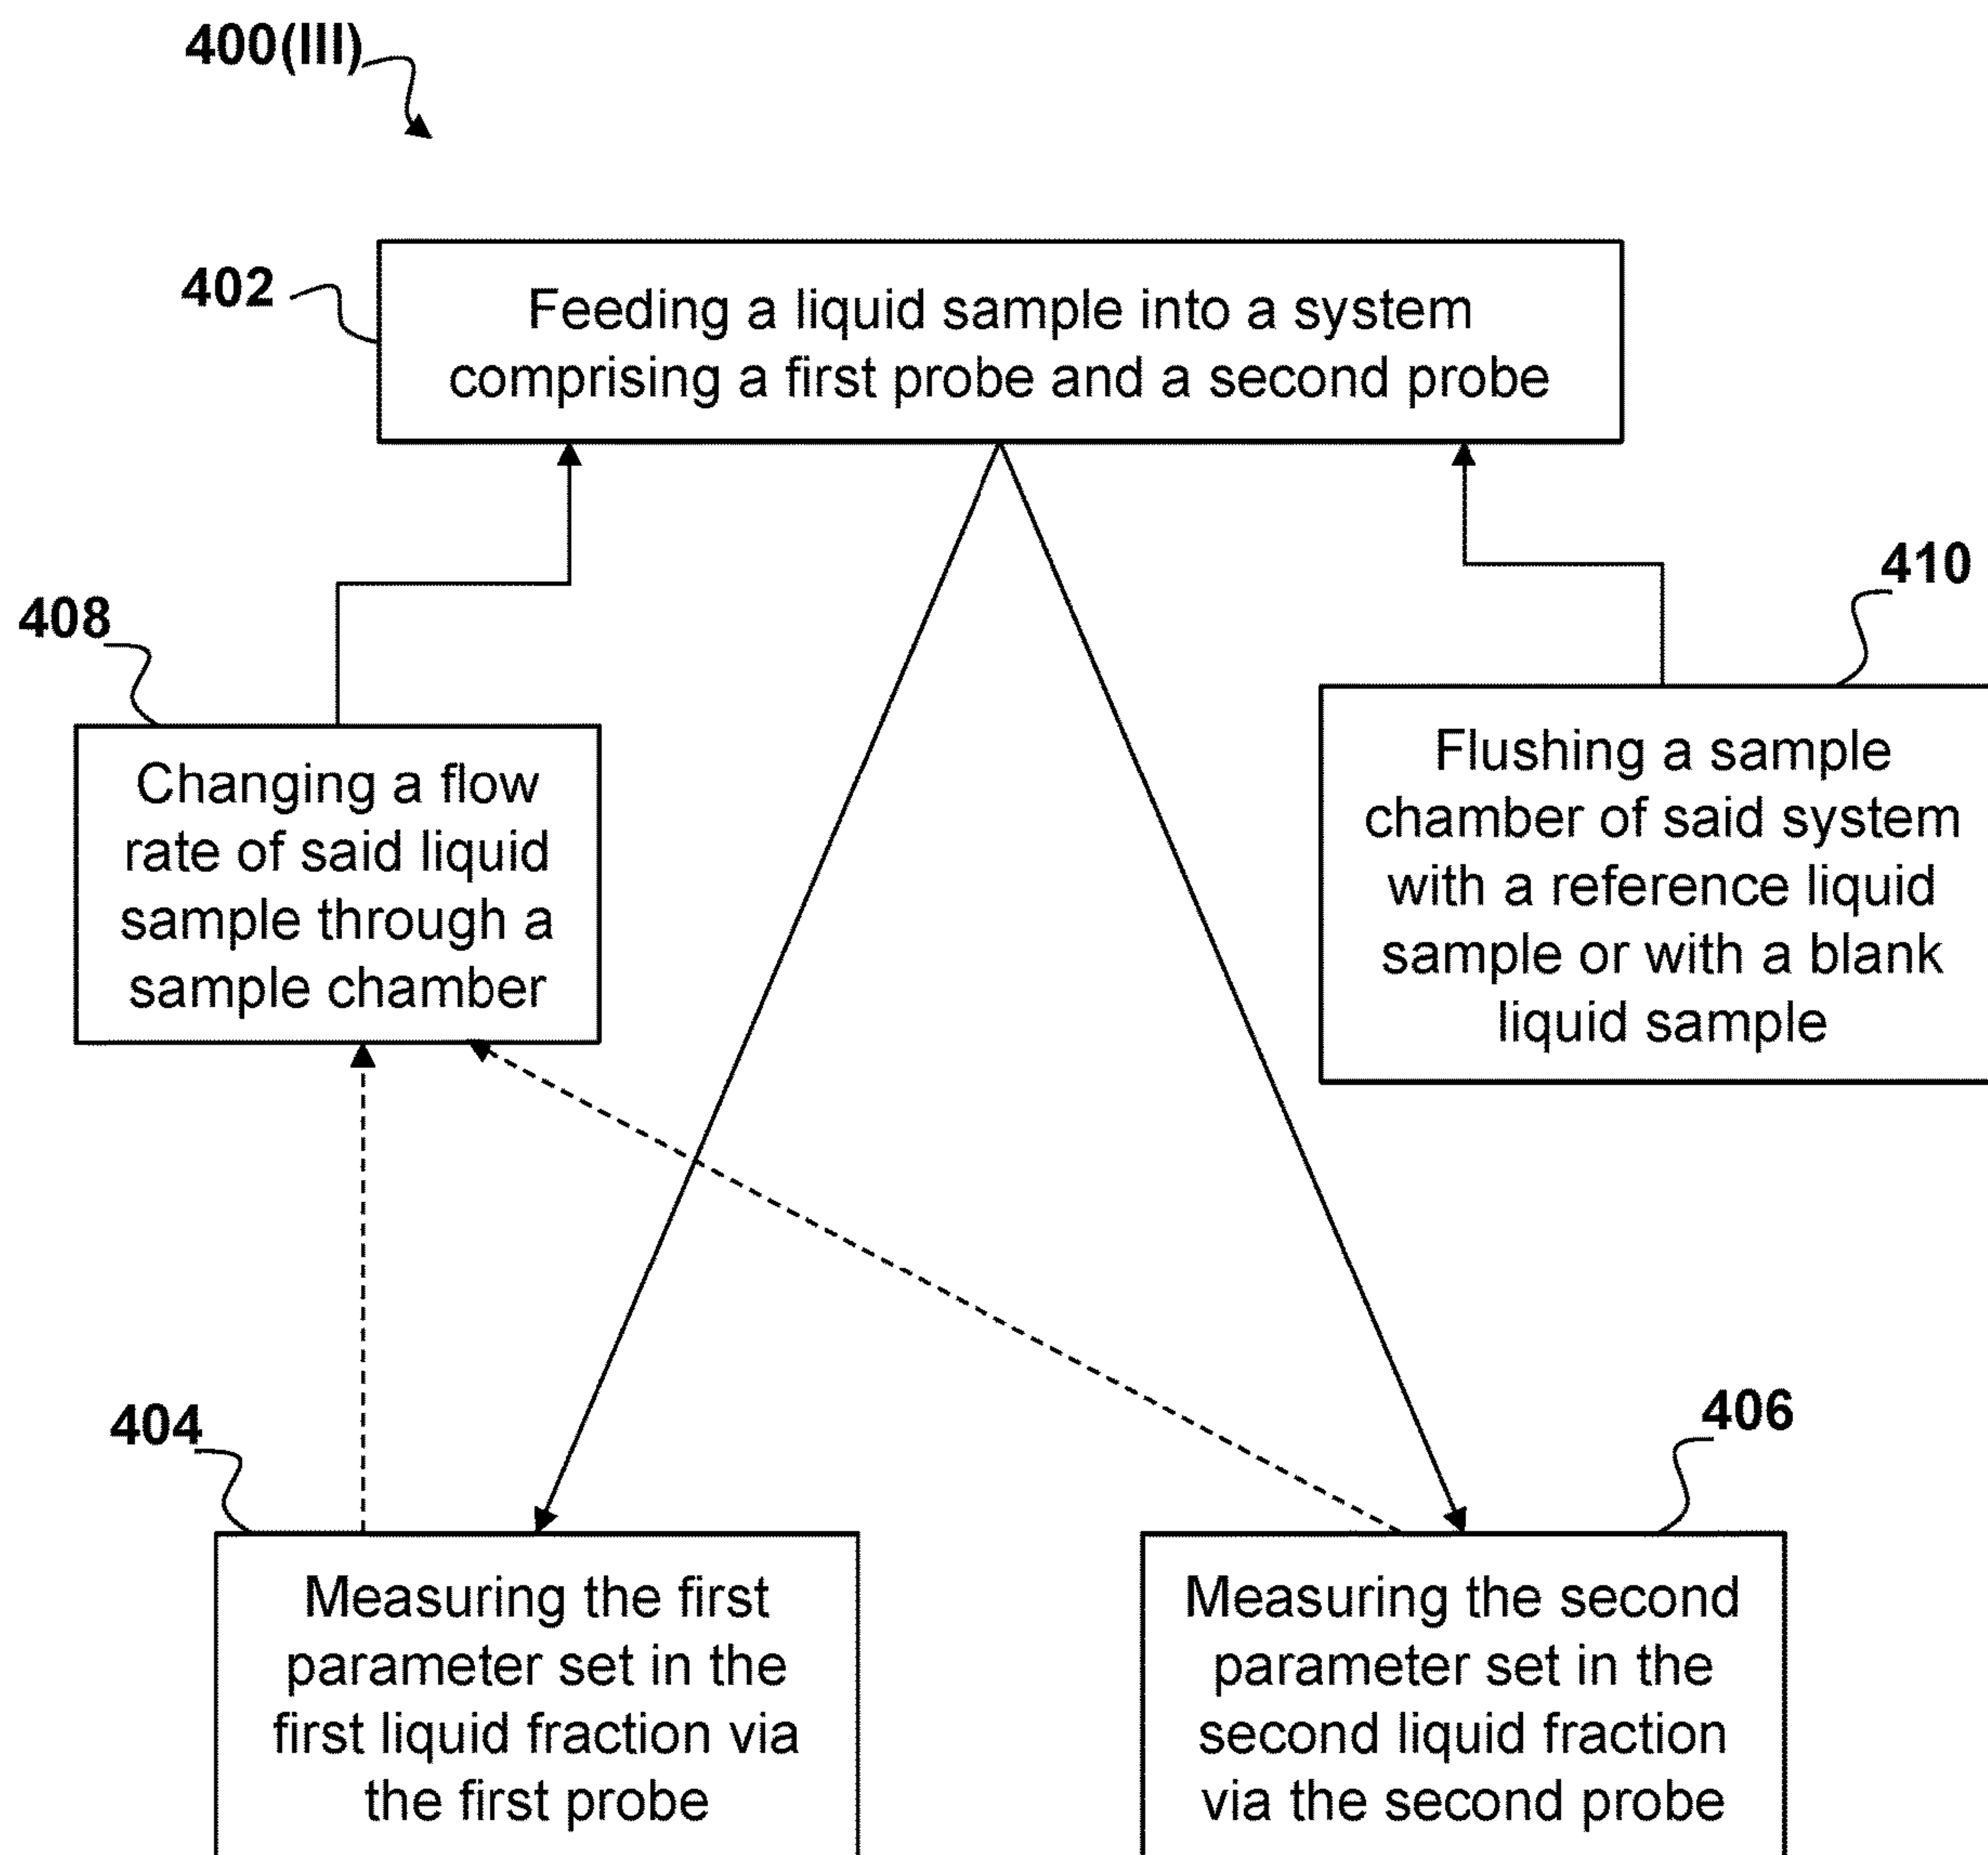 400(III)
402
Feeding a liquid sample into a system
comprising a first probe and a second probe
410
408
Changing a flow
rate of said liquid
sample through a
sample chamber
Flushing a sample
chamber of said system
with a reference liquid
sample or with a blank
liquid sample
404
406
Measuring the first
parameter set in the
first liquid fraction via
the first probe
Measuring the second
parameter set in the
second liquid fraction
via the second probe